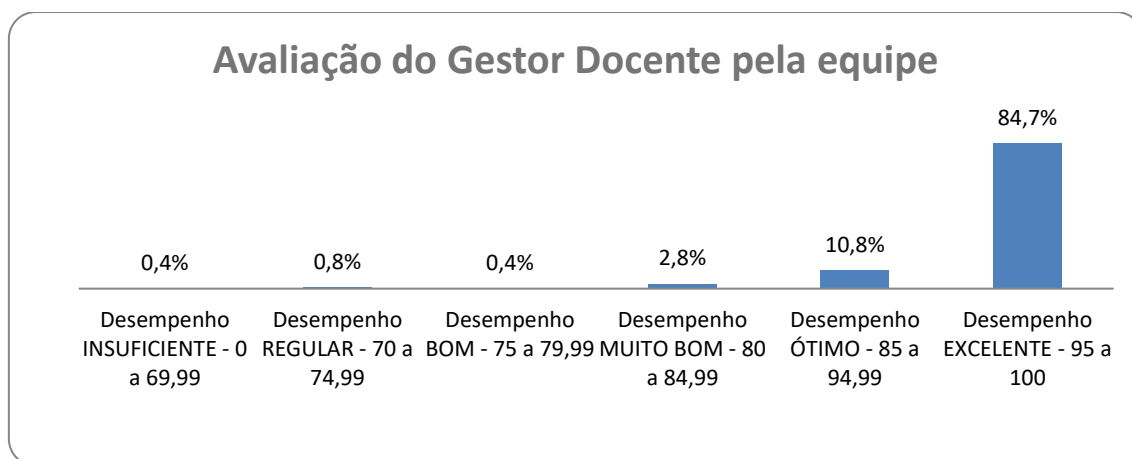 Avaliação do Gestor Docente pela equipe
84,7%
10,8%
2,8%
0,4%
0,8%
0,4%
Desempenho
INSUFICIENTE - 0
a 69,99
Desempenho
REGULAR - 70 a
74,99
Desempenho
BOM - 75 a 79,99
Desempenho
MUITO BOM - 80
a 84,99
Desempenho
ÓTIMO - 85 a
94,99
Desempenho
EXCELENTE - 95 a
100